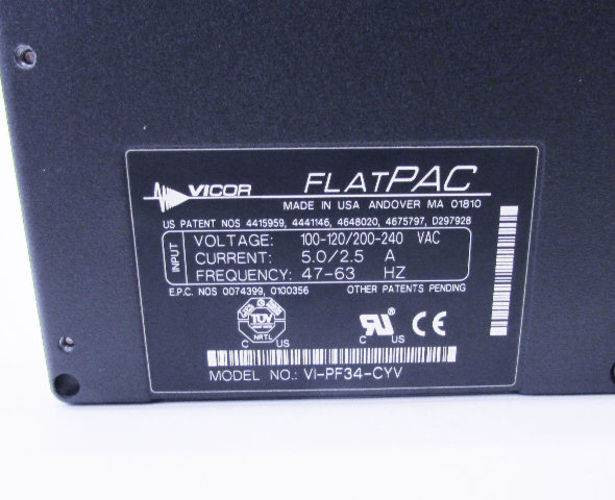 VICOR FLATPAC
MADE IN USA ANDOVER MA 01810
US PATENT NOS 4415959, 4441146, 4648020, 4675797, D297928
INPUT
VOLTAGE: 100-120/200-240 VAC
CURRENT: 5.0/2.5 A
FREQUENCY: 47-63 HZ
E.P.C. NOS 0074399, 0100356 OTHER PATENTS PENDING
TÜV
NRTL
C US
C US CE
MODEL NO.: VI-PF34-CYV